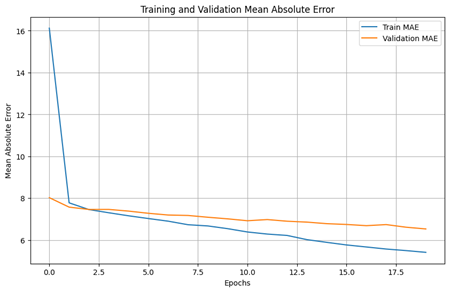 Training and Validation Mean Absolute Error
Train MAE
Validation MAE
16
14
12
10
8
6
Mean Absolute Error
0.0 2.5 5.0 7.5 10.0 12.5 15.0 17.5
Epochs